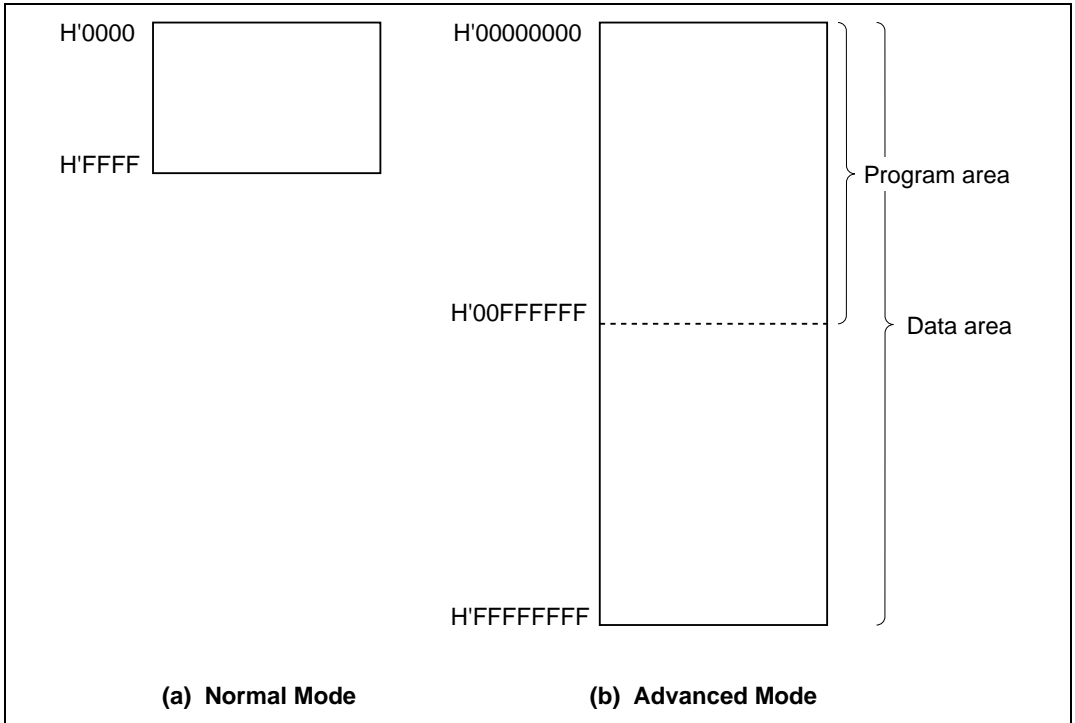 H'0000
H'FFFF
(a) Normal Mode
H'00000000
H'00FFFFFF
H'FFFFFFFF
Program area
Data area
(b) Advanced Mode